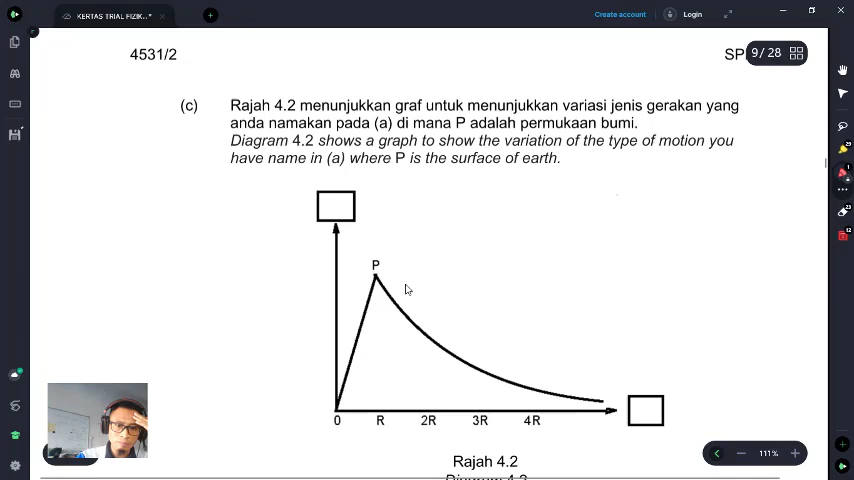 KERTAS TRIAL FIZIK..*
Create account
Login
4531/2
SP
9/28
(c) Rajah 4.2 menunjukkan graf untuk menunjukkan variasi jenis gerakan yang
anda namakan pada (a) di mana P adalah permukaan bumi.
Diagram 4.2 shows a graph to show the variation of the type of motion you
have name in (a) where P is the surface of earth.
P
0 R 2R 3R 4R
Rajah 4.2
111%